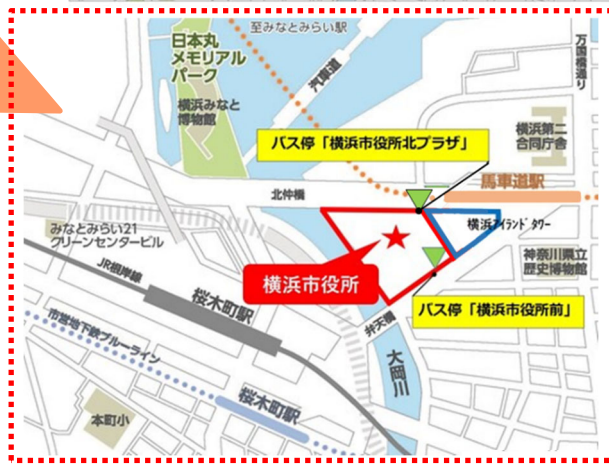 至みなとみらい駅
日本丸
メモリアル
パーク
汽車道
万国橋通り
横浜みなと
博物館
バス停「横浜市役所北プラザ」
横浜第二
合同庁舎
北仲橋
馬車道駅
みなとみらい21
グリーンセンタービル
横浜アイランドタワー
JR根岸線
横浜市役所
神奈川県立
歴史博物館
桜木町駅
弁天橋
バス停「横浜市役所前」
市営地下鉄ブルーライン
大岡川
桜木町駅
本町小